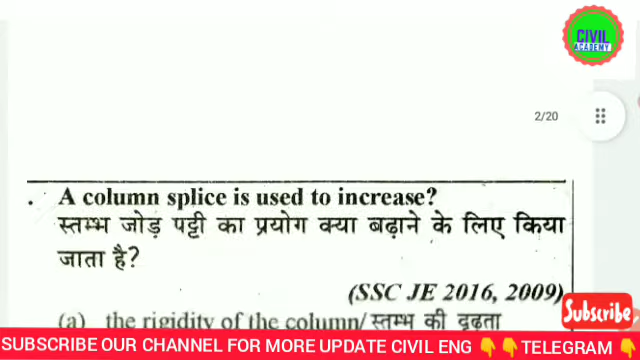 CIVIL
ACADEMY
2/20
. A column splice is used to increase?
स्तम्भ जोड़ पट्टी का प्रयोग क्या बढ़ाने के लिए किया
जाता है?
(SSC JE 2016, 2009)
Subscribe
(a) the rigidity of the column/स्तम्भ की दृढ़ता
SUBSCRIBE OUR CHANNEL FOR MORE UPDATE CIVIL ENG 👇👇TELEGRAM 👇